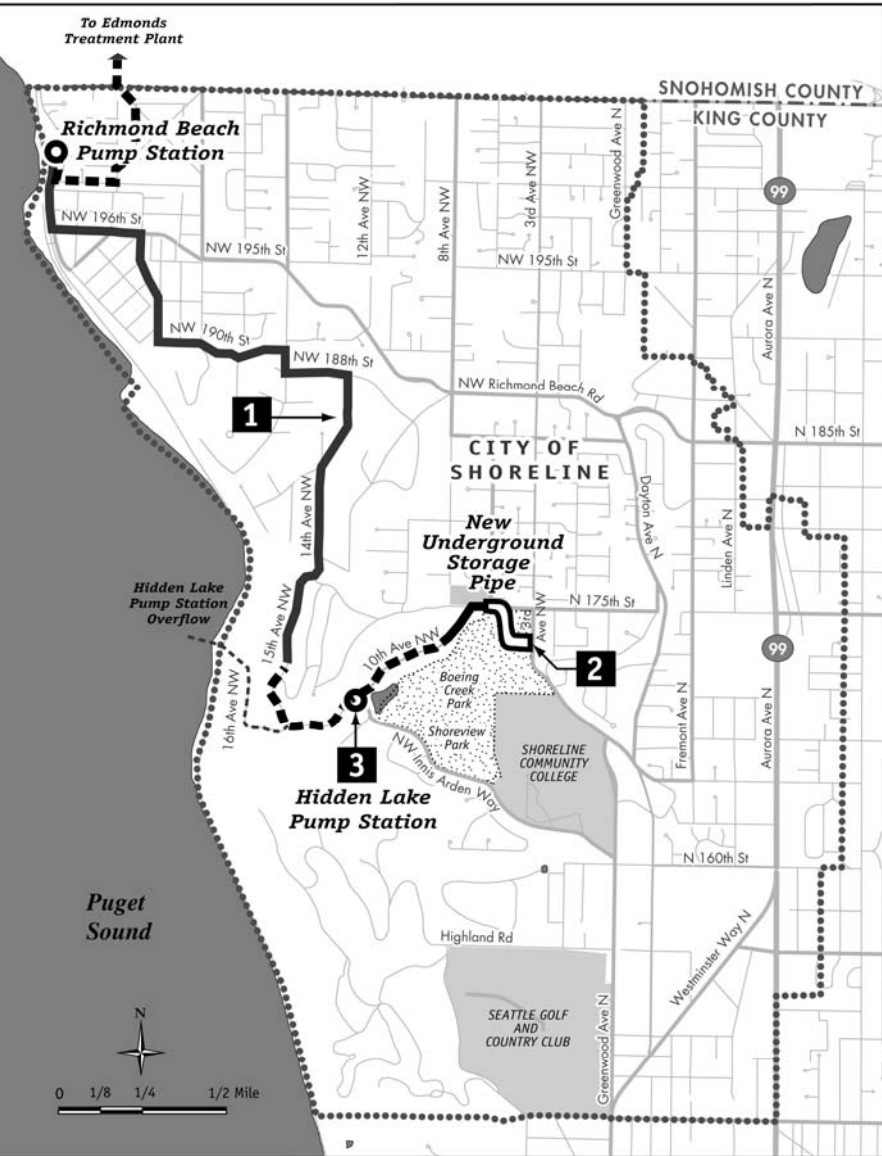 To Edmonds
Treatment Plant
SNOHOMISH COUNTY
KING COUNTY
Richmond Beach
Pump Station
Greenwood Ave N
99
12th Ave NW
8th Ave NW
3rd Ave NW
NW 196th St
NW 195th St
NW 195th St
Aurora Ave N
NW 190th St
NW 188th St
NW Richmond Beach Rd
1
N 185th St
CITY OF
SHORELINE
14th Ave NW
Dayton Ave N
Linden Ave N
New
Underground
Storage
Pipe
Hidden Lake
Pump Station
Overflow
N 175th St
3rd
Ave NW
15th Ave NW
10th Ave NW
99
2
Boeing
Creek
Park
16th Ave NW
Shoreview
Park
Fremont Ave N
Aurora Ave N
SHORELINE
COMMUNITY
COLLEGE
3
NW Innis Arden Way
Hidden Lake
Pump Station
N 160th St
Puget
Sound
Highland Rd
Westminster Way N
SEATTLE GOLF
AND
COUNTRY CLUB
Greenwood Ave N
N
0 1/8 1/4 1/2 Mile